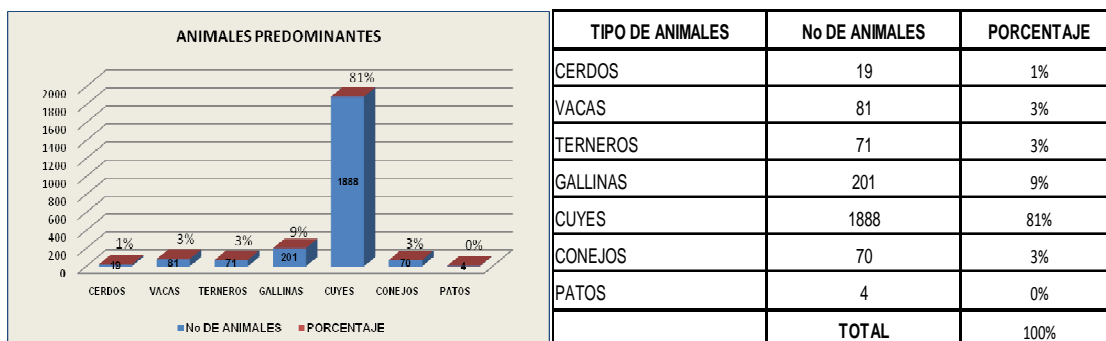 ANIMALES PREDOMINANTES
2000
1800
1600
1400
1200
1000
800
600
400
200
0
1%
3%
3%
9%
81%
3%
0%
19
81
71
201
1888
70
4
CERDOS VACAS TERNEROS GALLINAS CUYES CONEJOS PATOS
No DE ANIMALES PORCENTAJE
TIPO DE ANIMALES No DE ANIMALES PORCENTAJE
CERDOS 19 1%
VACAS 81 3%
TERNEROS 71 3%
GALLINAS 201 9%
CUYES 1888 81%
CONEJOS 70 3%
PATOS 4 0%
TOTAL 100%